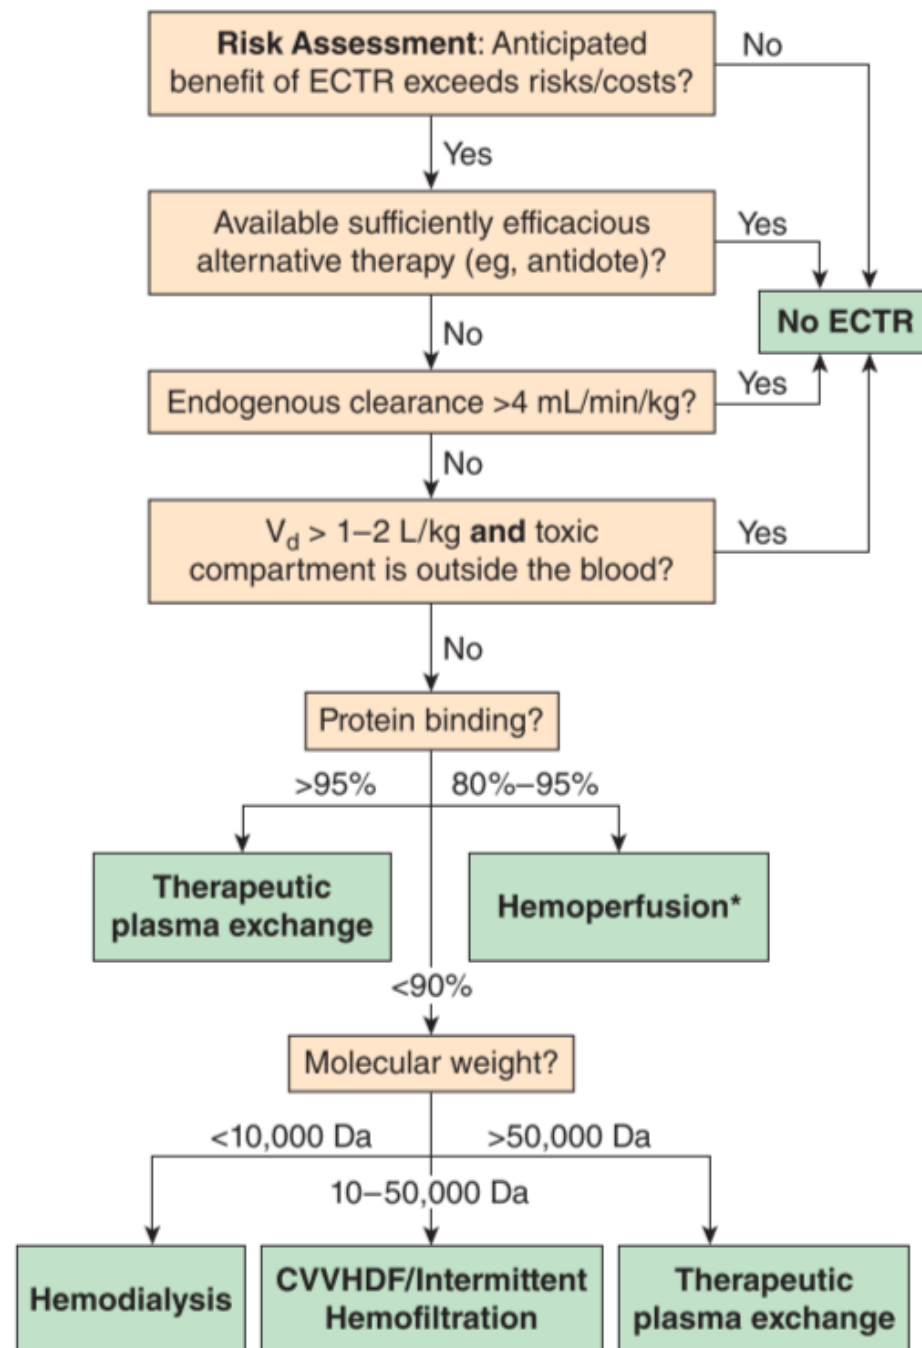 Risk Assessment: Anticipated
benefit of ECTR exceeds risks/costs?
No
Yes
Available sufficiently efficacious
alternative therapy (eg, antidote)?
Yes
No ECTR
No
Endogenous clearance >4 mL/min/kg?
Yes
No
Vd > 1–2 L/kg and toxic
compartment is outside the blood?
Yes
No
Protein binding?
>95%
80%–95%
Therapeutic
plasma exchange
Hemoperfusion*
<90%
Molecular weight?
<10,000 Da
>50,000 Da
10–50,000 Da
Hemodialysis
CVVHDF/Intermittent
Hemofiltration
Therapeutic
plasma exchange